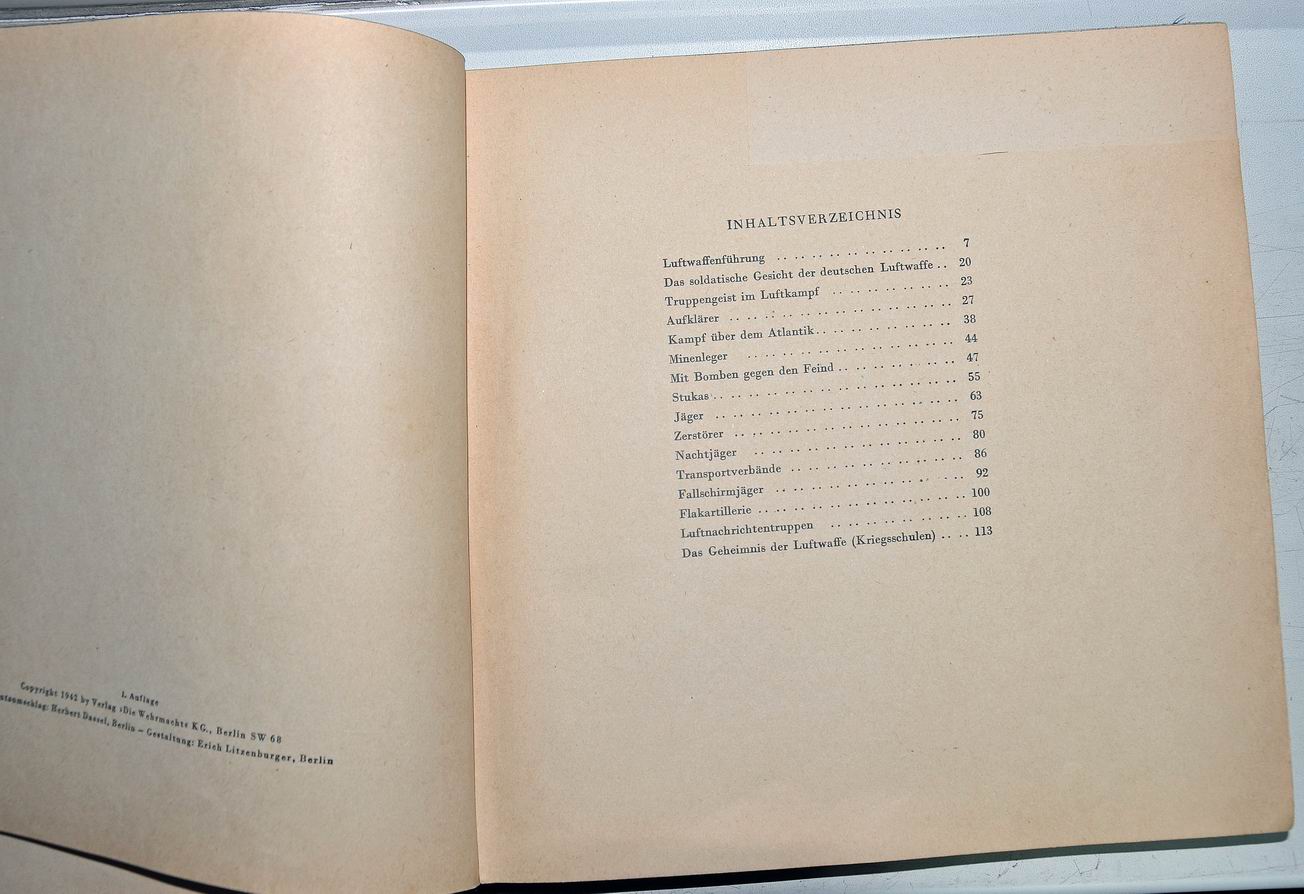 1. Auflage
Copyright 1942 by Verlag »Die Wehrmacht« KG., Berlin SW 68
Herbert Dassel, Berlin – Gestaltung: Erich Litzenburger, Berlin
INHALTSVERZEICHNIS
Luftwaffenführung .. .. .. .. .. .. .. .. .. .. 7
Das soldatische Gesicht der deutschen Luftwaffe .. 20
Truppengeist im Luftkampf .. .. .. .. .. .. .. 23
Aufklärer .. .. .. .. .. .. .. .. .. .. .. .. .. 27
Kampf über dem Atlantik .. .. .. .. .. .. .. .. 38
Minenleger .. .. .. .. .. .. .. .. .. .. .. .. 44
Mit Bomben gegen den Feind .. .. .. .. .. .. .. 47
Stukas .. .. .. .. .. .. .. .. .. .. .. .. .. .. 55
Jäger .. .. .. .. .. .. .. .. .. .. .. .. .. .. 63
Zerstörer .. .. .. .. .. .. .. .. .. .. .. .. .. 75
Nachtjäger .. .. .. .. .. .. .. .. .. .. .. .. 80
Transportverbände .. .. .. .. .. .. .. .. .. .. 86
Fallschirmjäger .. .. .. .. .. .. .. .. .. .. .. 92
Flakartillerie .. .. .. .. .. .. .. .. .. .. .. .. 100
Luftnachrichtentruppen .. .. .. .. .. .. .. .. 108
Das Geheimnis der Luftwaffe (Kriegsschulen) .. .. 113